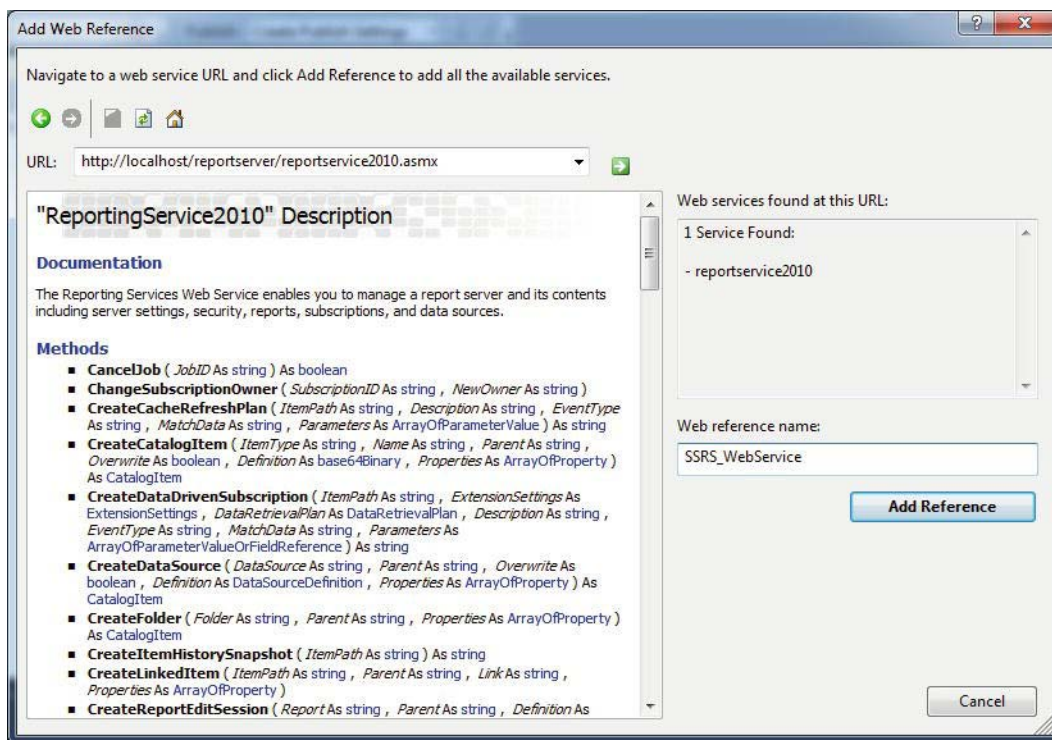 Add Web Reference
Navigate to a web service URL and click Add Reference to add all the available services.
URL: http://localhost/reportserver/reportservice2010.asmx
"ReportingService2010" Description
Documentation
The Reporting Services Web Service enables you to manage a report server and its contents
including server settings, security, reports, subscriptions, and data sources.
Methods
■ CancelJob ( JobID As string ) As boolean
■ ChangeSubscriptionOwner ( SubscriptionID As string , NewOwner As string )
■ CreateCacheRefreshPlan ( ItemPath As string , Description As string , EventType
As string , MatchData As string , Parameters As ArrayOfParameterValue ) As string
■ CreateCatalogItem ( ItemType As string , Name As string , Parent As string ,
Overwrite As boolean , Definition As base64Binary , Properties As ArrayOfProperty )
As CatalogItem
■ CreateDataDrivenSubscription ( ItemPath As string , ExtensionSettings As
ExtensionSettings , DataRetrievalPlan As DataRetrievalPlan , Description As string ,
EventType As string , MatchData As string , Parameters As
ArrayOfParameterValueOrFieldReference ) As string
■ CreateDataSource ( DataSource As string , Parent As string , Overwrite As
boolean , Definition As DataSourceDefinition , Properties As ArrayOfProperty ) As
CatalogItem
■ CreateFolder ( Folder As string , Parent As string , Properties As ArrayOfProperty )
As CatalogItem
■ CreateItemHistorySnapshot ( ItemPath As string ) As string
■ CreateLinkedItem ( ItemPath As string , Parent As string , Link As string ,
Properties As ArrayOfProperty )
■ CreateReportEditSession ( Report As string , Parent As string , Definition As
Web services found at this URL:
1 Service Found:
- reportservice2010
Web reference name:
SSRS_WebService
Add Reference
Cancel